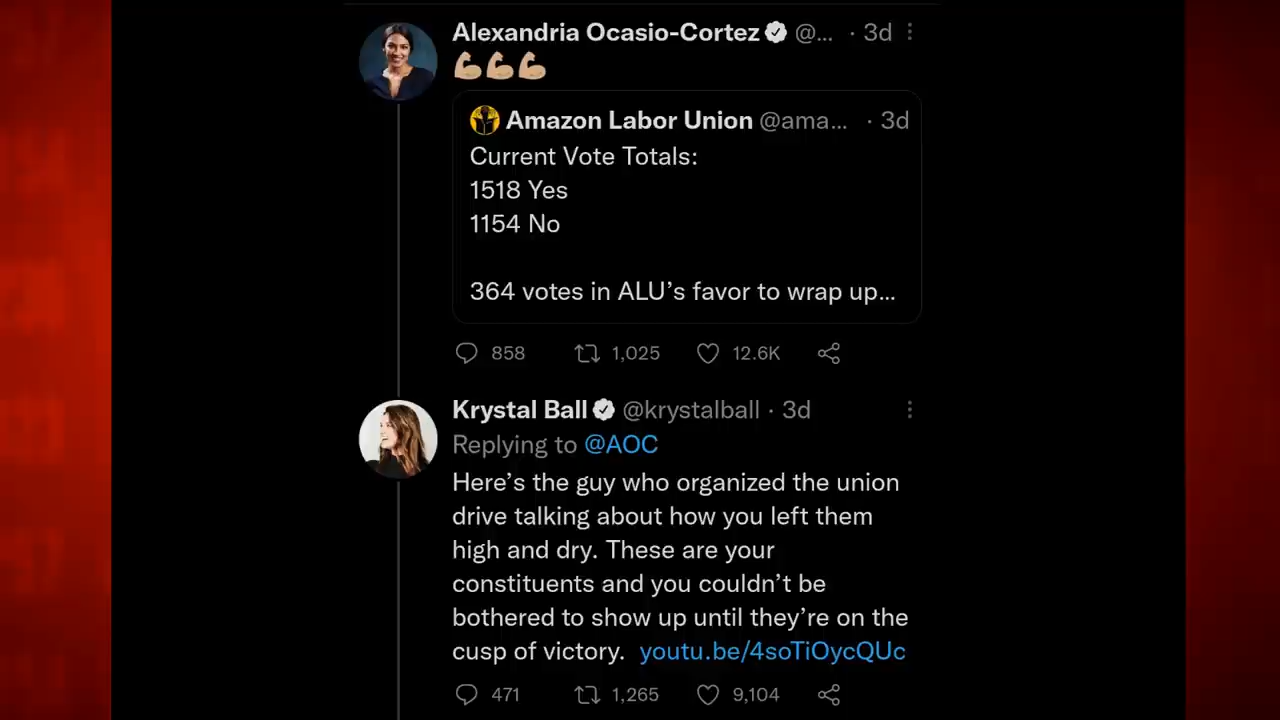 Alexandria Ocasio-Cortez @... · 3d
💪🏼💪🏼💪🏼
Amazon Labor Union @ama... · 3d
Current Vote Totals:
1518 Yes
1154 No
364 votes in ALU’s favor to wrap up...
858 1,025 12.6K
Krystal Ball @krystalball · 3d
Replying to @AOC
Here’s the guy who organized the union
drive talking about how you left them
high and dry. These are your
constituents and you couldn’t be
bothered to show up until they’re on the
cusp of victory. youtu.be/4soTiOycQUc
471 1,265 9,104